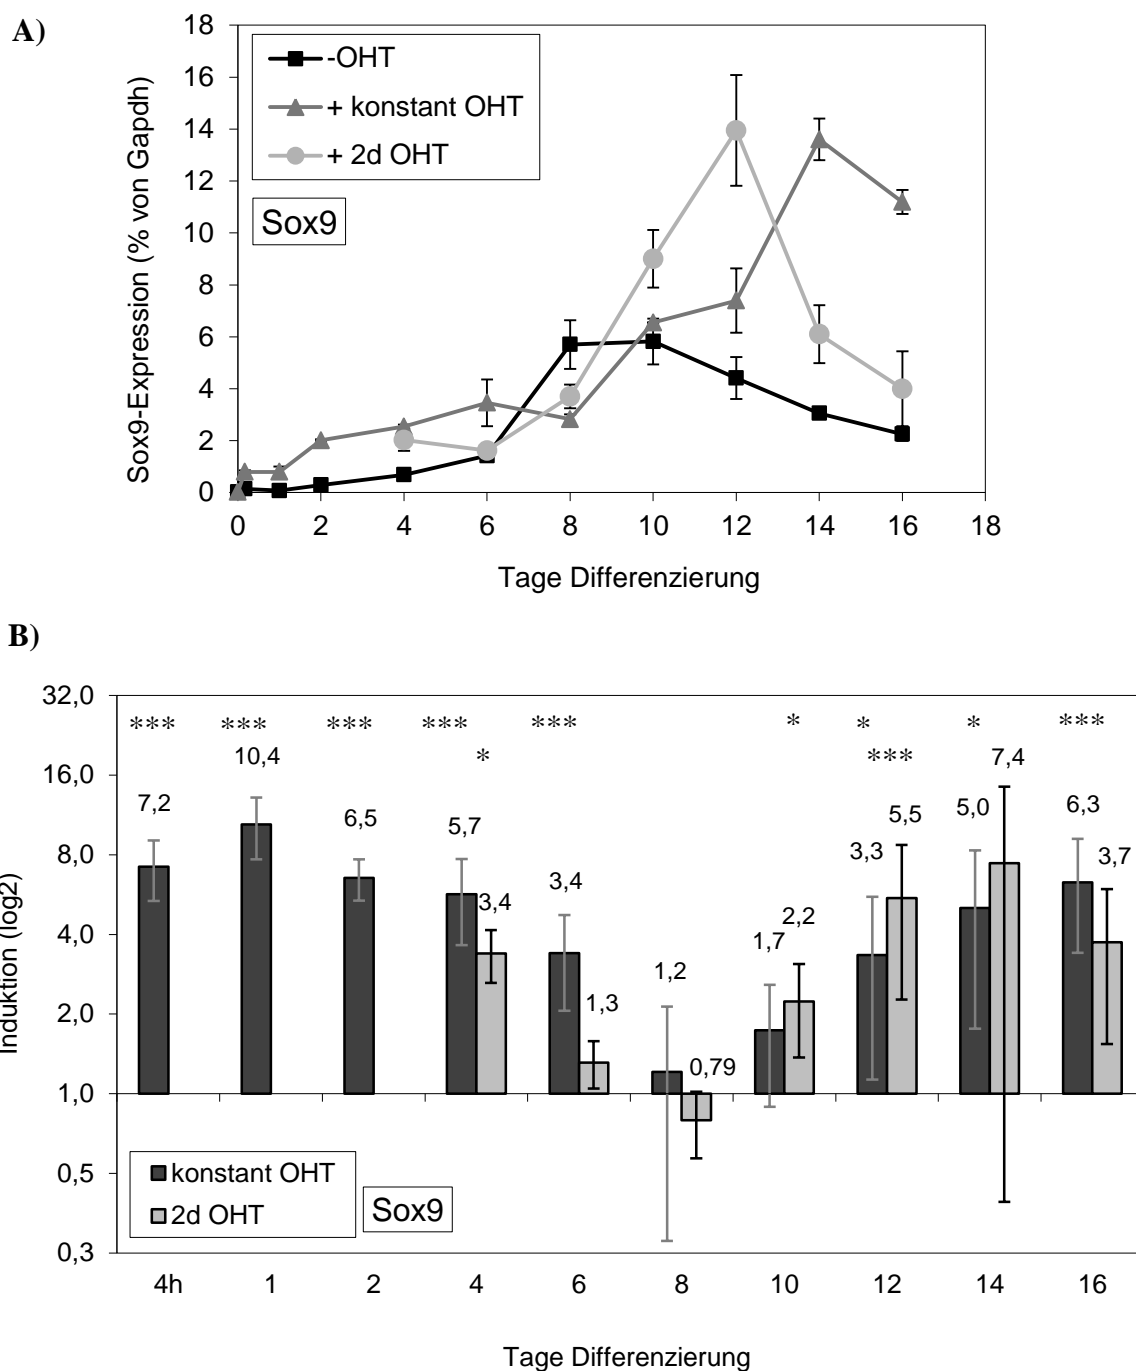 A)
Sox9-Expression (% von Gapdh)
18
16
14
12
10
8
6
4
2
0
-OHT
+ konstant OHT
+ 2d OHT
Sox9
0 2 4 6 8 10 12 14 16 18
Tage Differenzierung
B)
Induktion (log2)
32,0
16,0
8,0
4,0
2,0
1,0
0,5
0,3
*** *** *** *** *** * * * ***
* ***
7,2 10,4 6,5 5,7 3,4 3,4 1,3 1,2 0,79 1,7 2,2 3,3 5,5 5,0 7,4 6,3 3,7
konstant OHT
2d OHT
Sox9
4h 1 2 4 6 8 10 12 14 16
Tage Differenzierung